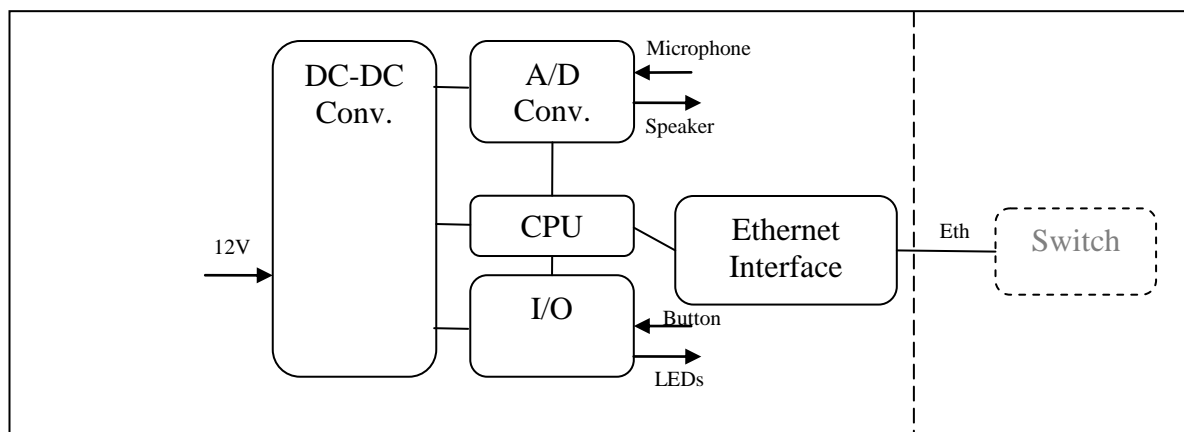 DC-DC
Conv.
A/D
Conv.
Microphone
Speaker
CPU
12V
Ethernet
Interface
Eth
Switch
I/O
Button
LEDs